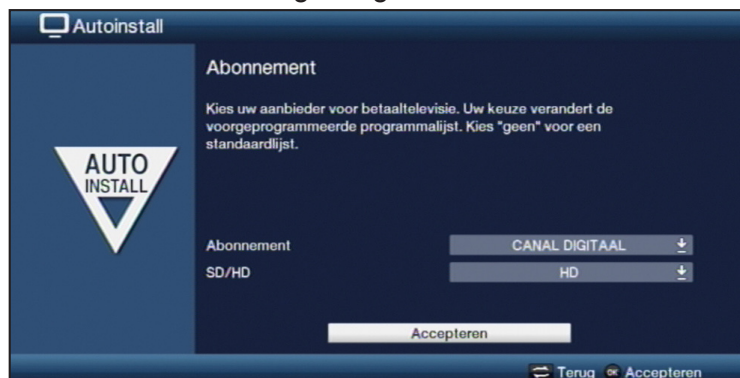 Autoinstall
AUTO
INSTALL
Abonnement
Kies uw aanbieder voor betaaltelevisie. Uw keuze verandert de
voorgeprogrammeerde programmalijst. Kies "geen" voor een
standaardlijst.
Abonnement CANAL DIGITAAL
SD/HD HD
Accepteren
OK Terug Accepteren